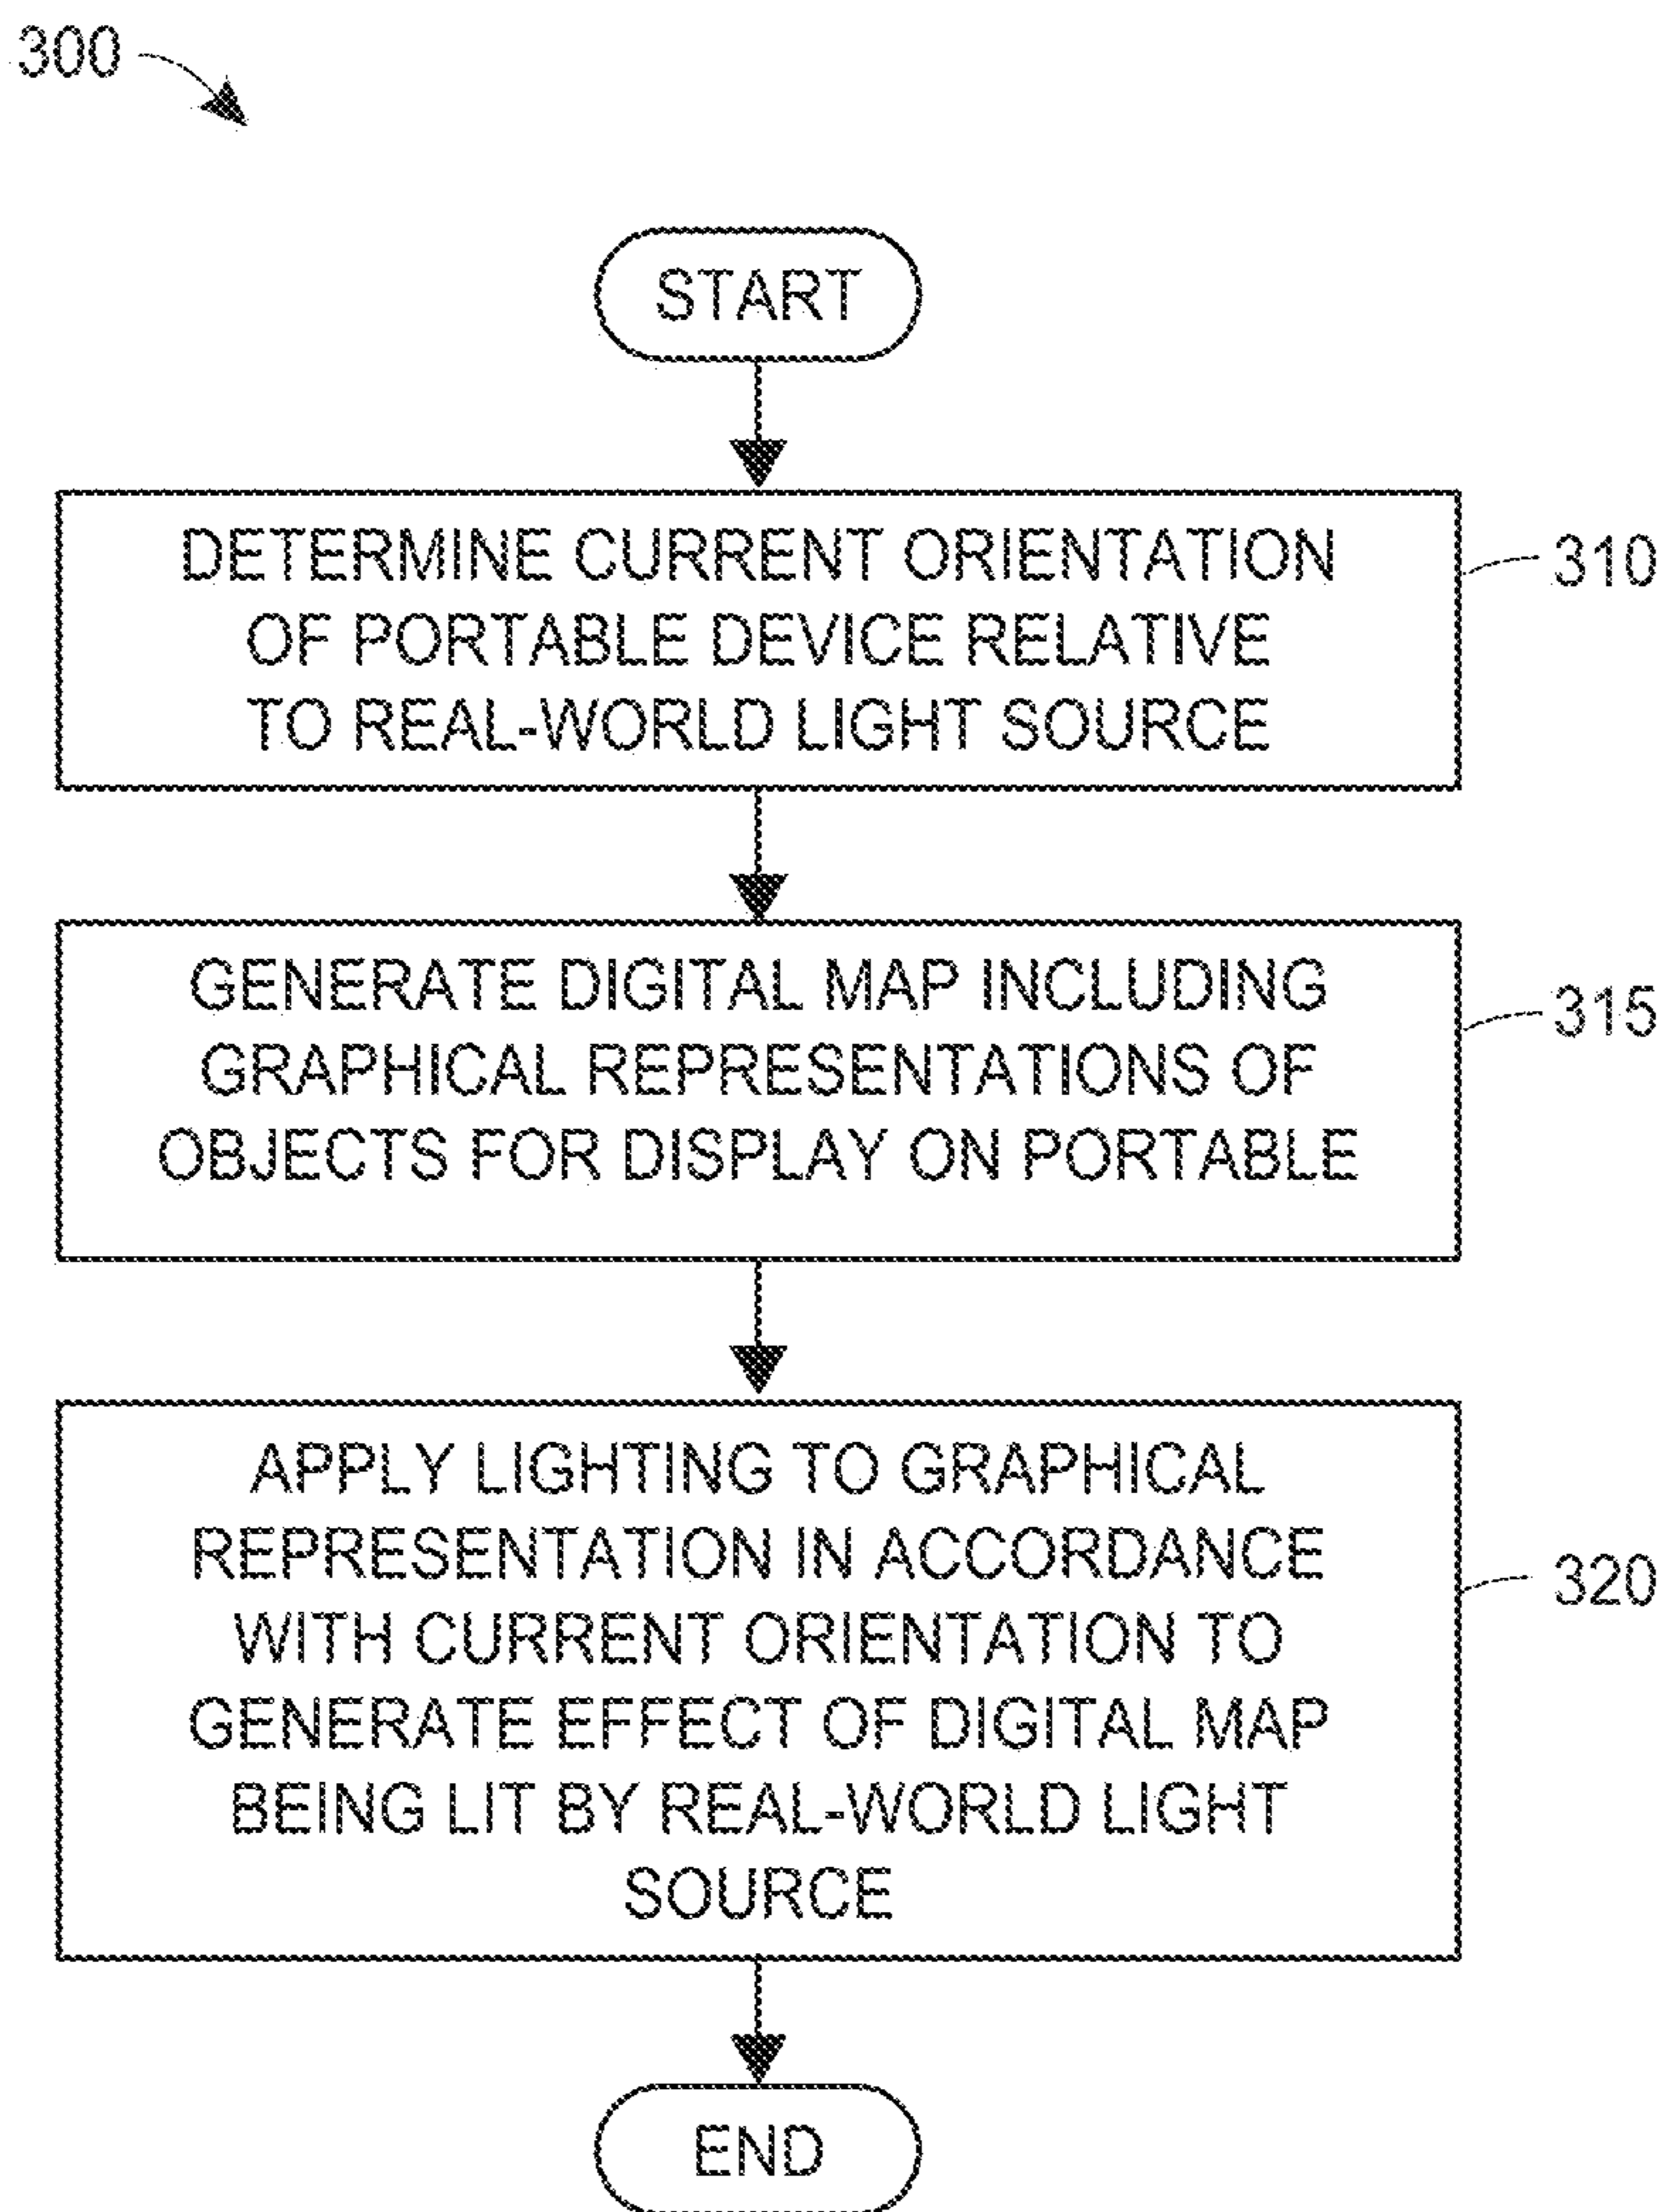 300
START
DETERMINE CURRENT ORIENTATION
OF PORTABLE DEVICE RELATIVE
TO REAL-WORLD LIGHT SOURCE
310
GENERATE DIGITAL MAP INCLUDING
GRAPHICAL REPRESENTATIONS OF
OBJECTS FOR DISPLAY ON PORTABLE
315
APPLY LIGHTING TO GRAPHICAL
REPRESENTATION IN ACCORDANCE
WITH CURRENT ORIENTATION TO
GENERATE EFFECT OF DIGITAL MAP
BEING LIT BY REAL-WORLD LIGHT
SOURCE
320
END